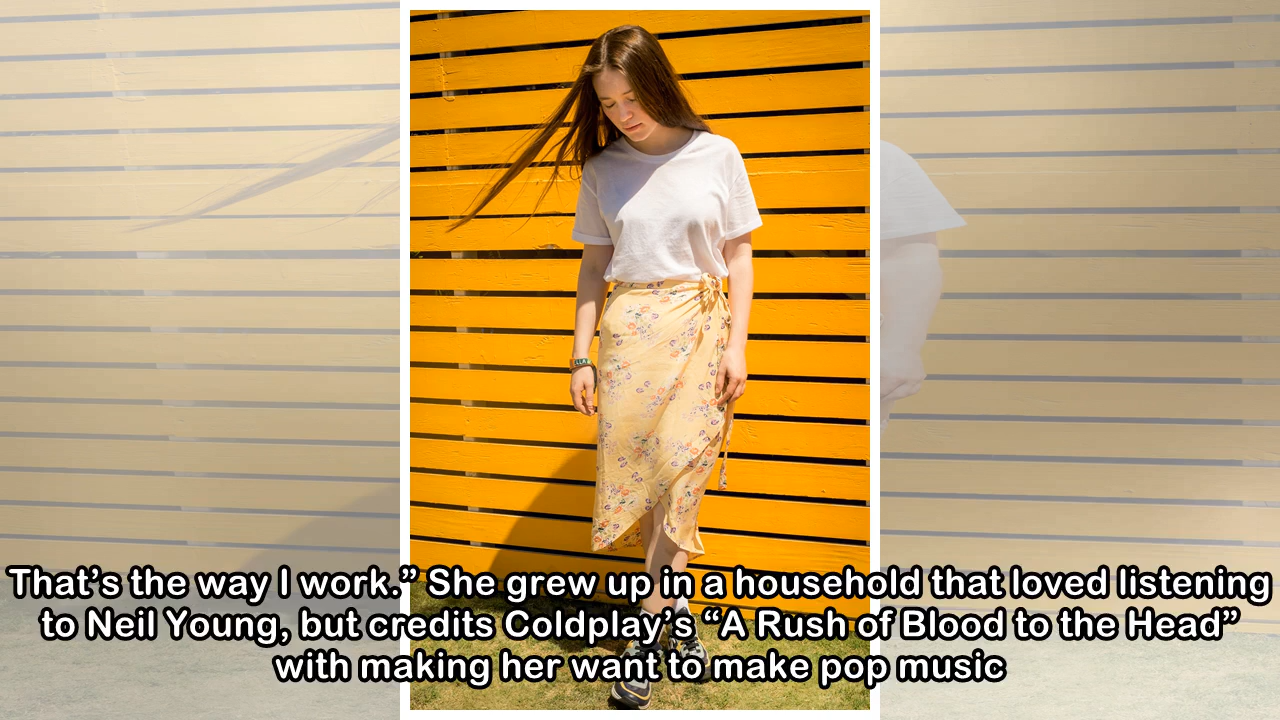 That’s the way I work.” She grew up in a household that loved listening
to Neil Young, but credits Coldplay’s “A Rush of Blood to the Head”
with making her want to make pop music